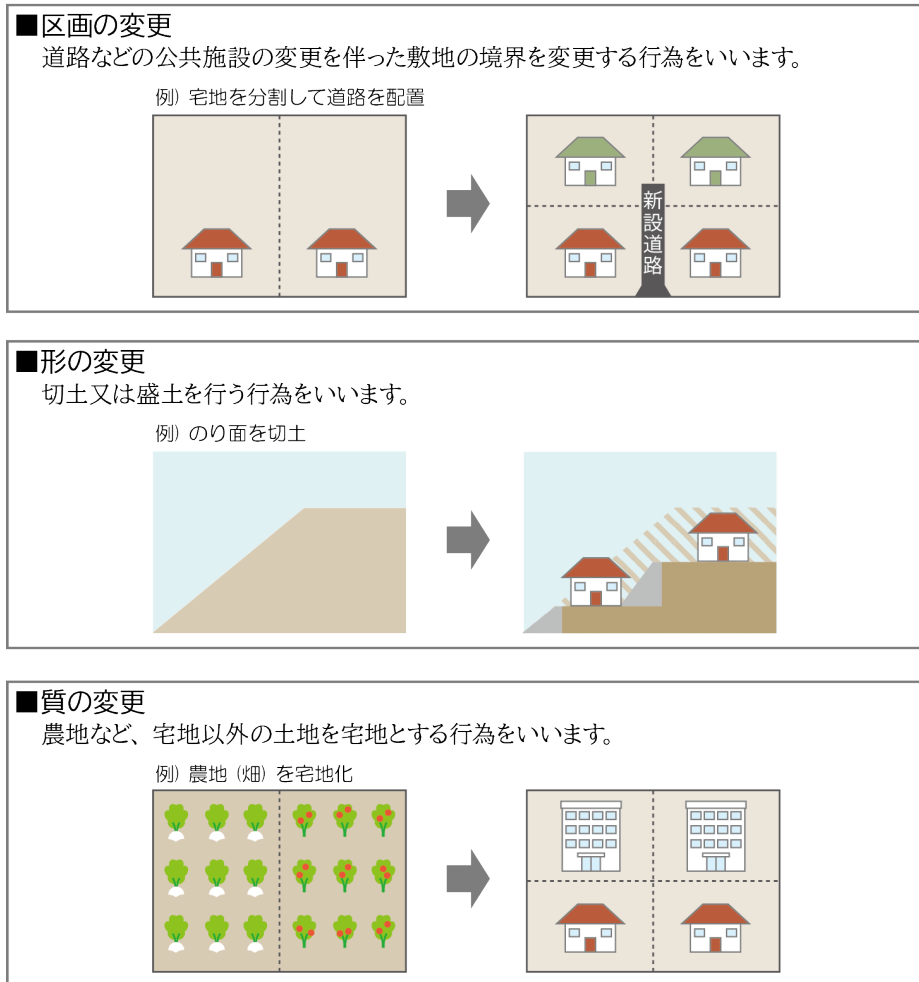 ■区画の変更
道路などの公共施設の変更を伴った敷地の境界を変更する行為をいいます。
例）宅地を分割して道路を配置
新設道路
■形の変更
切土又は盛土を行う行為をいいます。
例）のり面を切土
■質の変更
農地など、宅地以外の土地を宅地とする行為をいいます。
例）農地（畑）を宅地化